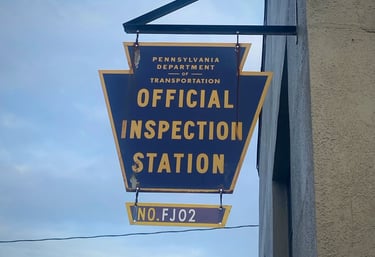 PENNSYLVANIA
DEPARTMENT
OF
TRANSPORTATION
OFFICIAL
INSPECTION
STATION
NO. FJ02